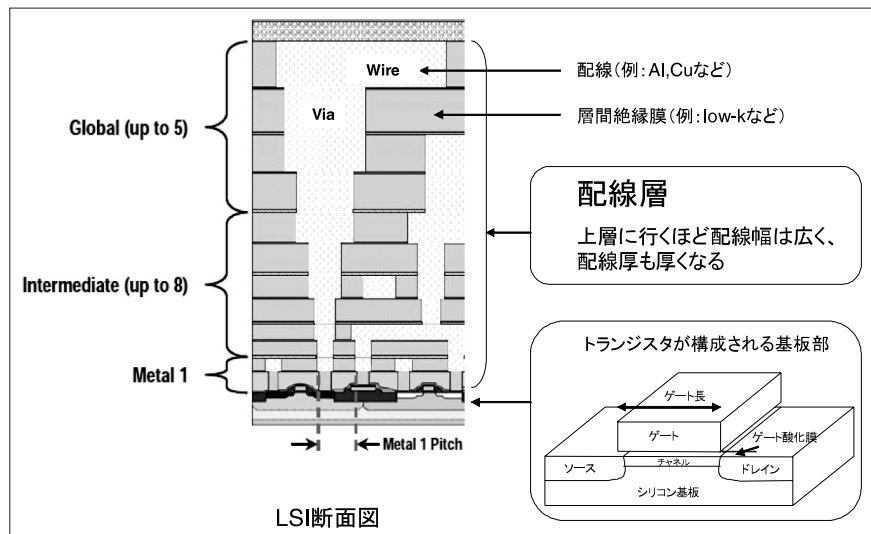 Wire
配線(例:Al,Cuなど)
Via
層間絶縁膜(例:low-kなど)
Global (up to 5)
配線層
上層に行くほど配線幅は広く、
配線厚も厚くなる
Intermediate (up to 8)
トランジスタが構成される基板部
Metal 1
ゲート長
ゲート
ゲート酸化膜
ソース
チャネル
ドレイン
シリコン基板
Metal 1 Pitch
LSI断面図